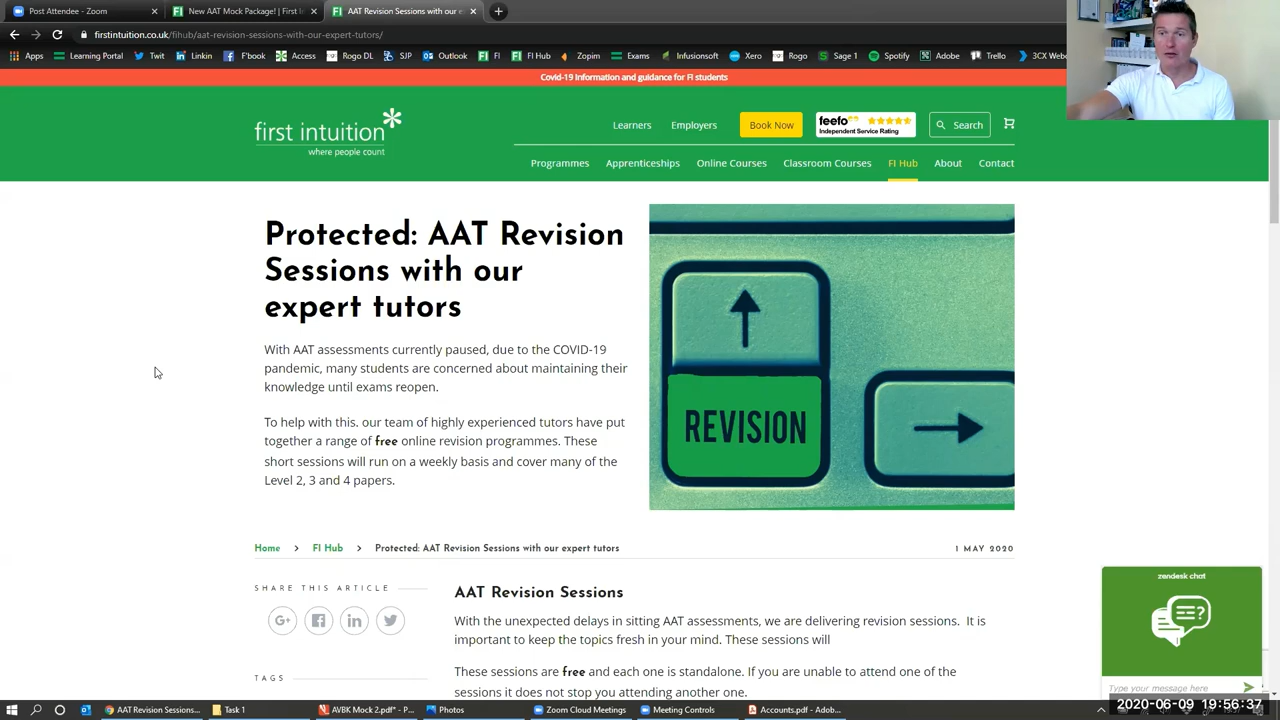 Post Attendee - Zoom
New AAT Mock Package! | First In
AAT Revision Sessions with our e
firstintuition.co.uk/fihub/aat-revision-sessions-with-our-expert-tutors/
Apps Learning Portal Twit Linkin F'book Access Rogo DL SJ Outloo FI FI Hub Zopim Exams Infusionsoft Xero Rogo Sage 1 Spotify Adobe Trello 3CX Web
Covid-19 information and guidance for FI students
first intuition
where people count
Learners Employers Book Now
feefo
Independent Service Rating
Search
Programmes Apprenticeships Online Courses Classroom Courses FI Hub About Contact
Protected: AAT Revision
Sessions with our
expert tutors
With AAT assessments currently paused, due to the COVID-19
pandemic, many students are concerned about maintaining their
knowledge until exams reopen.
To help with this. our team of highly experienced tutors have put
together a range of free online revision programmes. These
short sessions will run on a weekly basis and cover many of the
Level 2, 3 and 4 papers.
REVISION
Home > FI Hub > Protected: AAT Revision Sessions with our expert tutors
1 MAY 2020
SHARE THIS ARTICLE
TAGS
AAT Revision Sessions
With the unexpected delays in sitting AAT assessments, we are delivering revision sessions. It is
important to keep the topics fresh in your mind. These sessions will
These sessions are free and each one is standalone. If you are unable to attend one of the
sessions it does not stop you attending another one.
zendesk chat
Type your message here
AAT Revision Sessions... Task 1 AVBK Mock 2.pdf* - P... Photos Zoom Cloud Meetings Meeting Controls Accounts.pdf - Adob...
2020-06-09 19:56:37